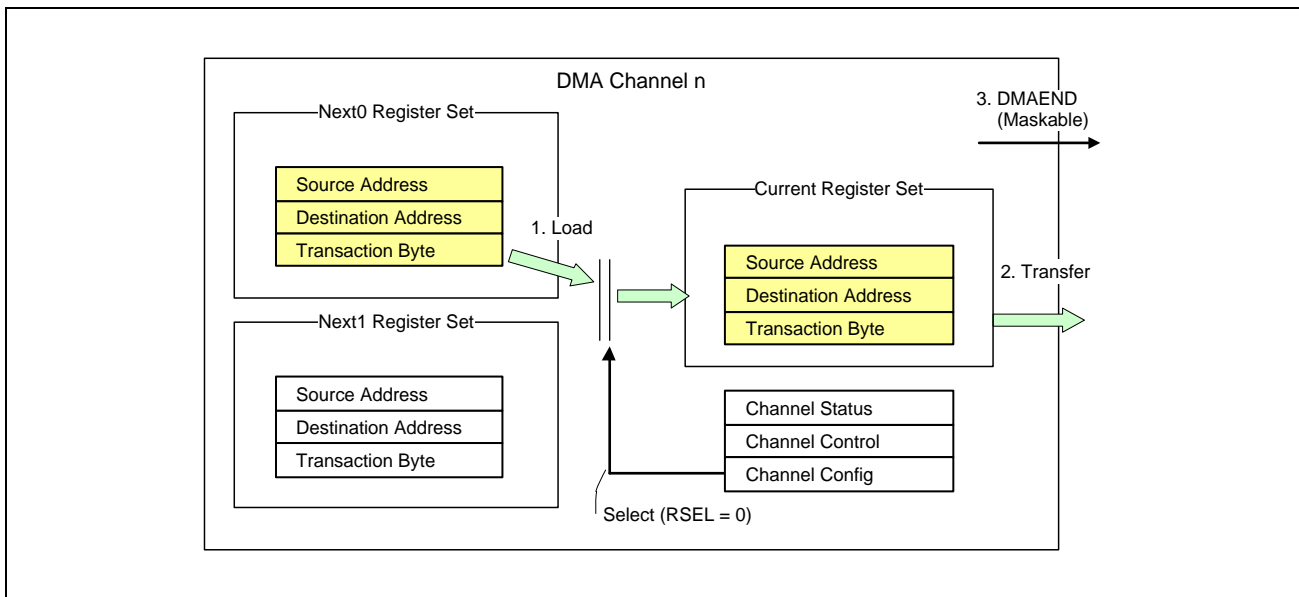 DMA Channel n
Next0 Register Set
Source Address
Destination Address
Transaction Byte
1. Load
Next1 Register Set
Source Address
Destination Address
Transaction Byte
Select (RSEL = 0)
3. DMAEND
(Maskable)
Current Register Set
Source Address
Destination Address
Transaction Byte
2. Transfer
Channel Status
Channel Control
Channel Config